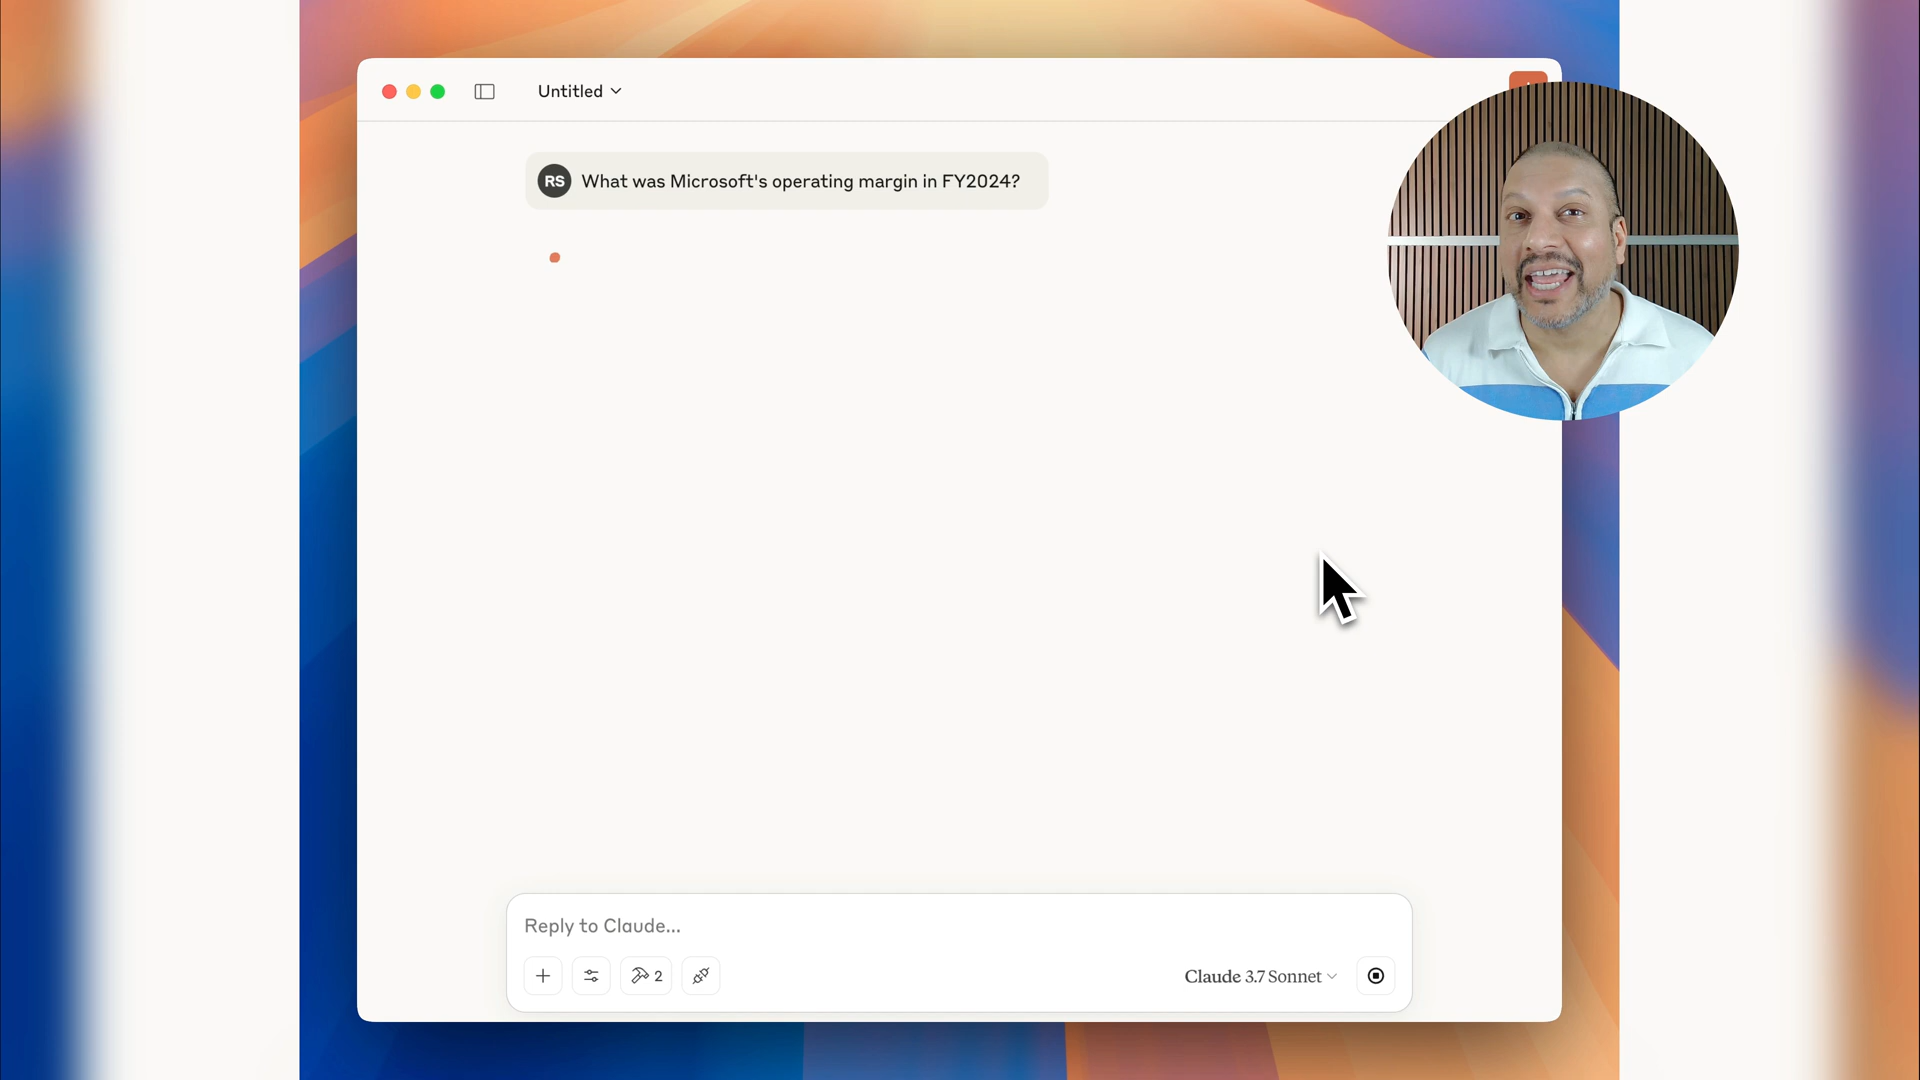 Untitled
RS What was Microsoft's operating margin in FY2024?
Reply to Claude...
2
Claude 3.7 Sonnet